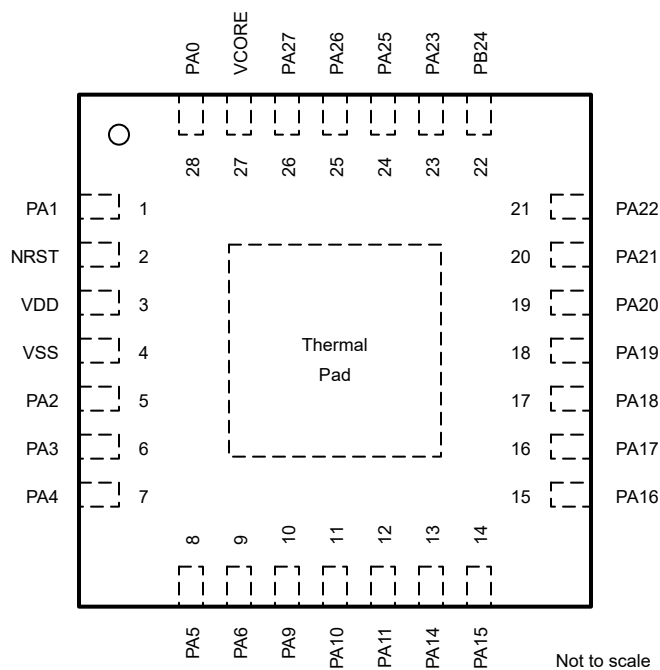 PA0
VCORE
PA27
PA26
PA25
PA23
PB24
28
27
26
25
24
23
22
PA1 1
NRST 2
VDD 3
VSS 4
PA2 5
PA3 6
PA4 7
Thermal
Pad
21 PA22
20 PA21
19 PA20
18 PA19
17 PA18
16 PA17
15 PA16
8
9
10
11
12
13
14
PA5
PA6
PA9
PA10
PA11
PA14
PA15
Not to scale